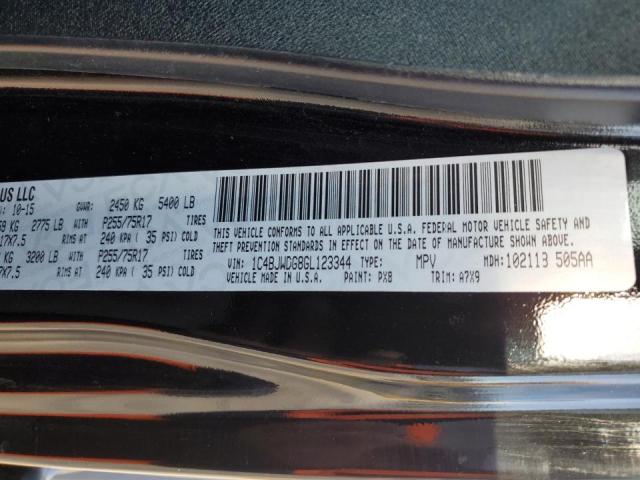 US LLC
: 10-15 GVWR: 2450 KG 5400 LB
KG 2775 LB WITH P255/75R17 TIRES
17X7.5 RIMS AT 240 KPA ( 35 PSI) COLD
KG 3200 LB WITH P255/75R17 TIRES
X7.5 RIMS AT 240 KPA ( 35 PSI) COLD
THIS VEHICLE CONFORMS TO ALL APPLICABLE U.S.A. FEDERAL MOTOR VEHICLE SAFETY,
BUMPER, AND THEFT PREVENTION STANDARDS IN EFFECT ON THE DATE OF MANUFACTURE SHOWN ABOVE.
VIN: 1C4BJWDG8GL123344 TYPE: MPV MDH: 102113 505AA
VEHICLE MADE IN U.S.A. PAINT: PX8 TRIM: A7X9